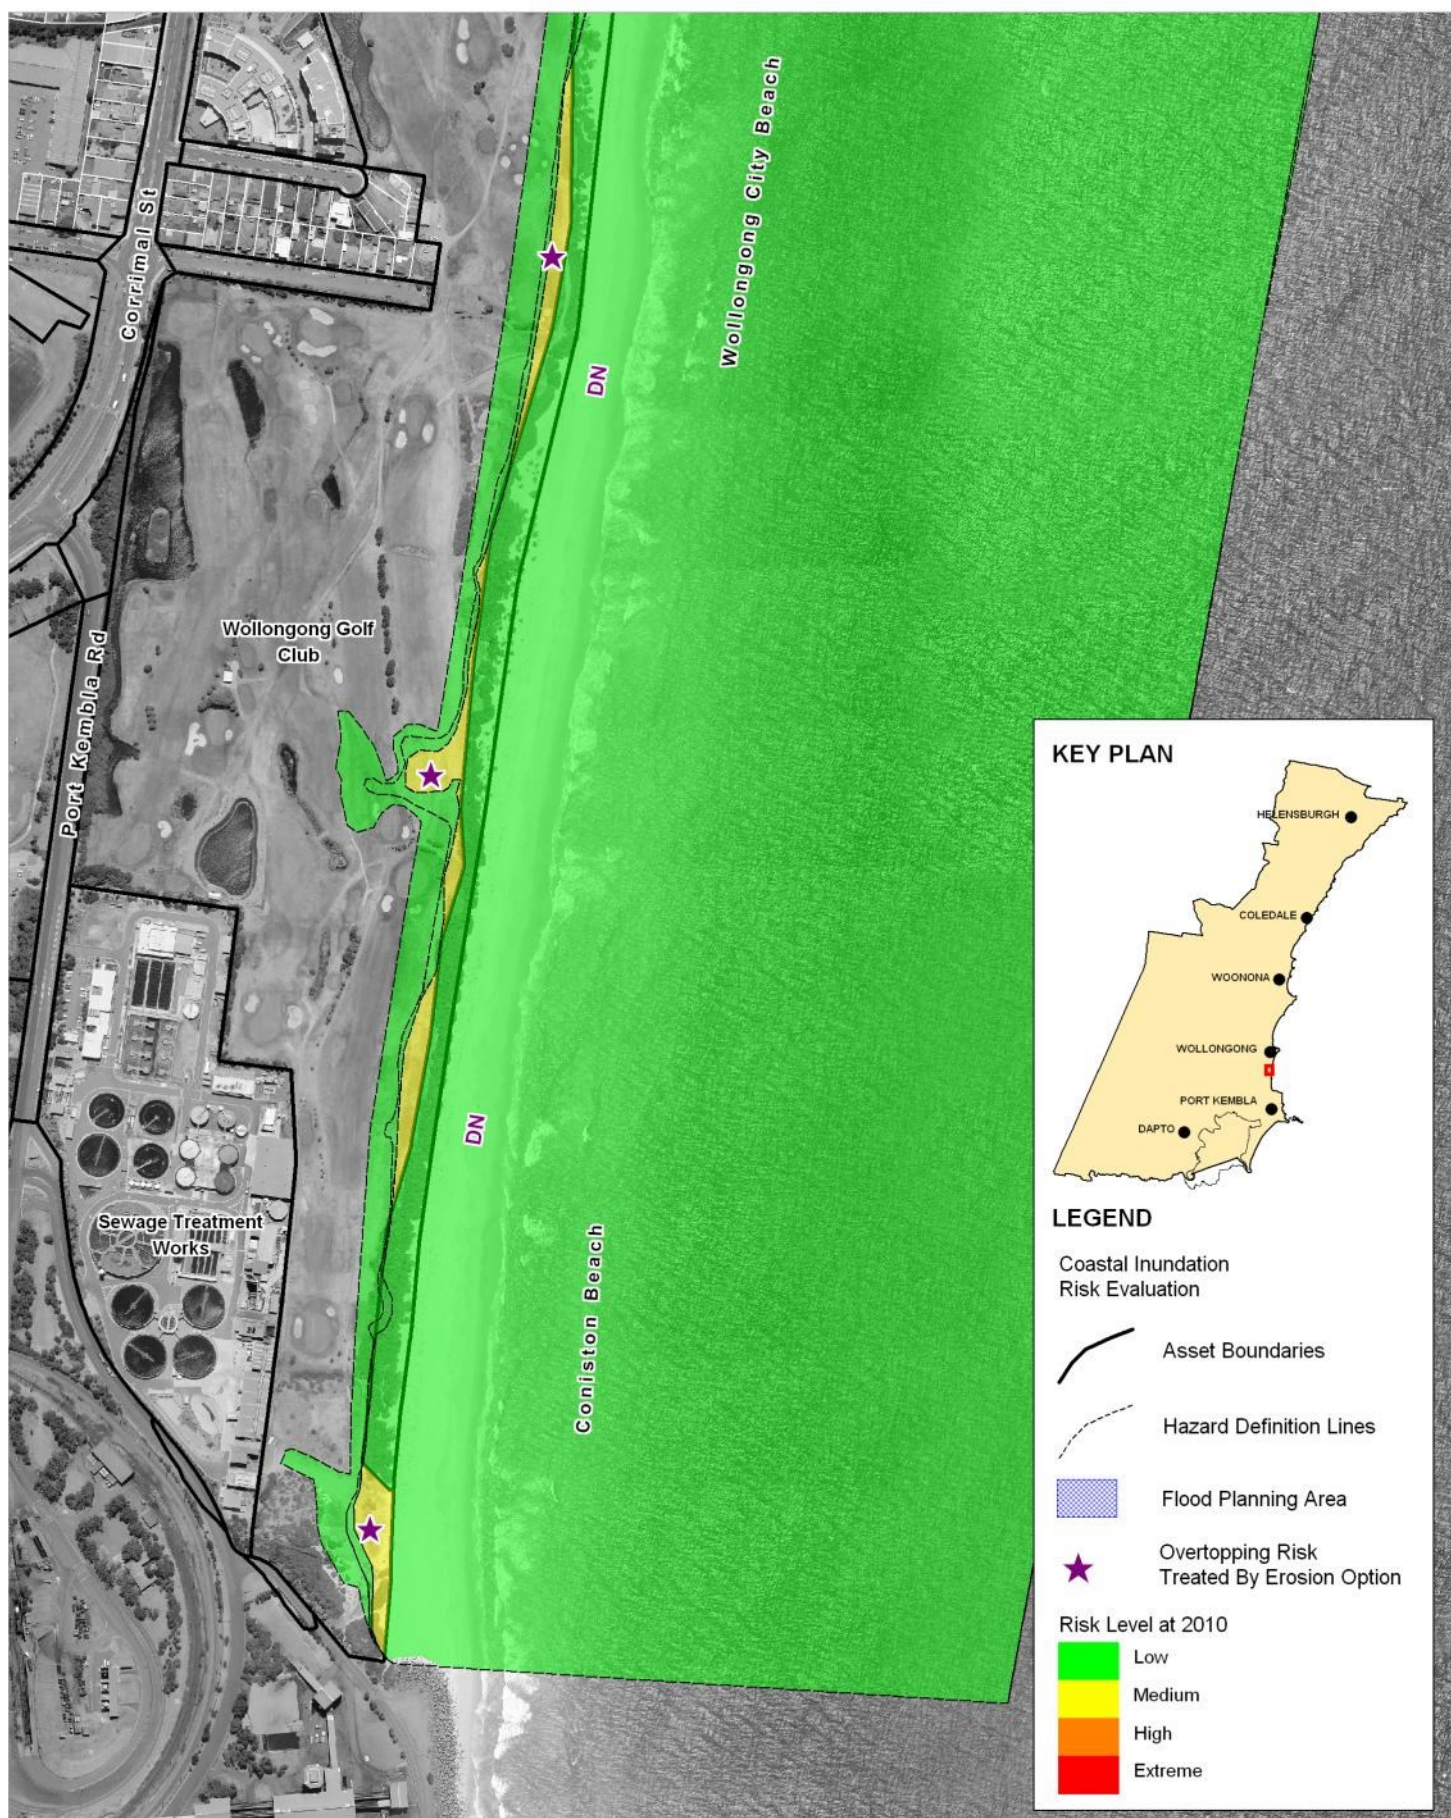 Corrimal St
Wollongong City Beach
DN
Wollongong Golf
Club
Port Kembla Rd
DN
Sewage Treatment
Works
Coniston Beach
KEY PLAN
HELENSBURGH
COLEDALE
WOONONA
WOLLONGONG
PORT KEMBLA
DAPTO
LEGEND
Coastal Inundation
Risk Evaluation
Asset Boundaries
Hazard Definition Lines
Flood Planning Area
Overtopping Risk
Treated By Erosion Option
Risk Level at 2010
Low
Medium
High
Extreme